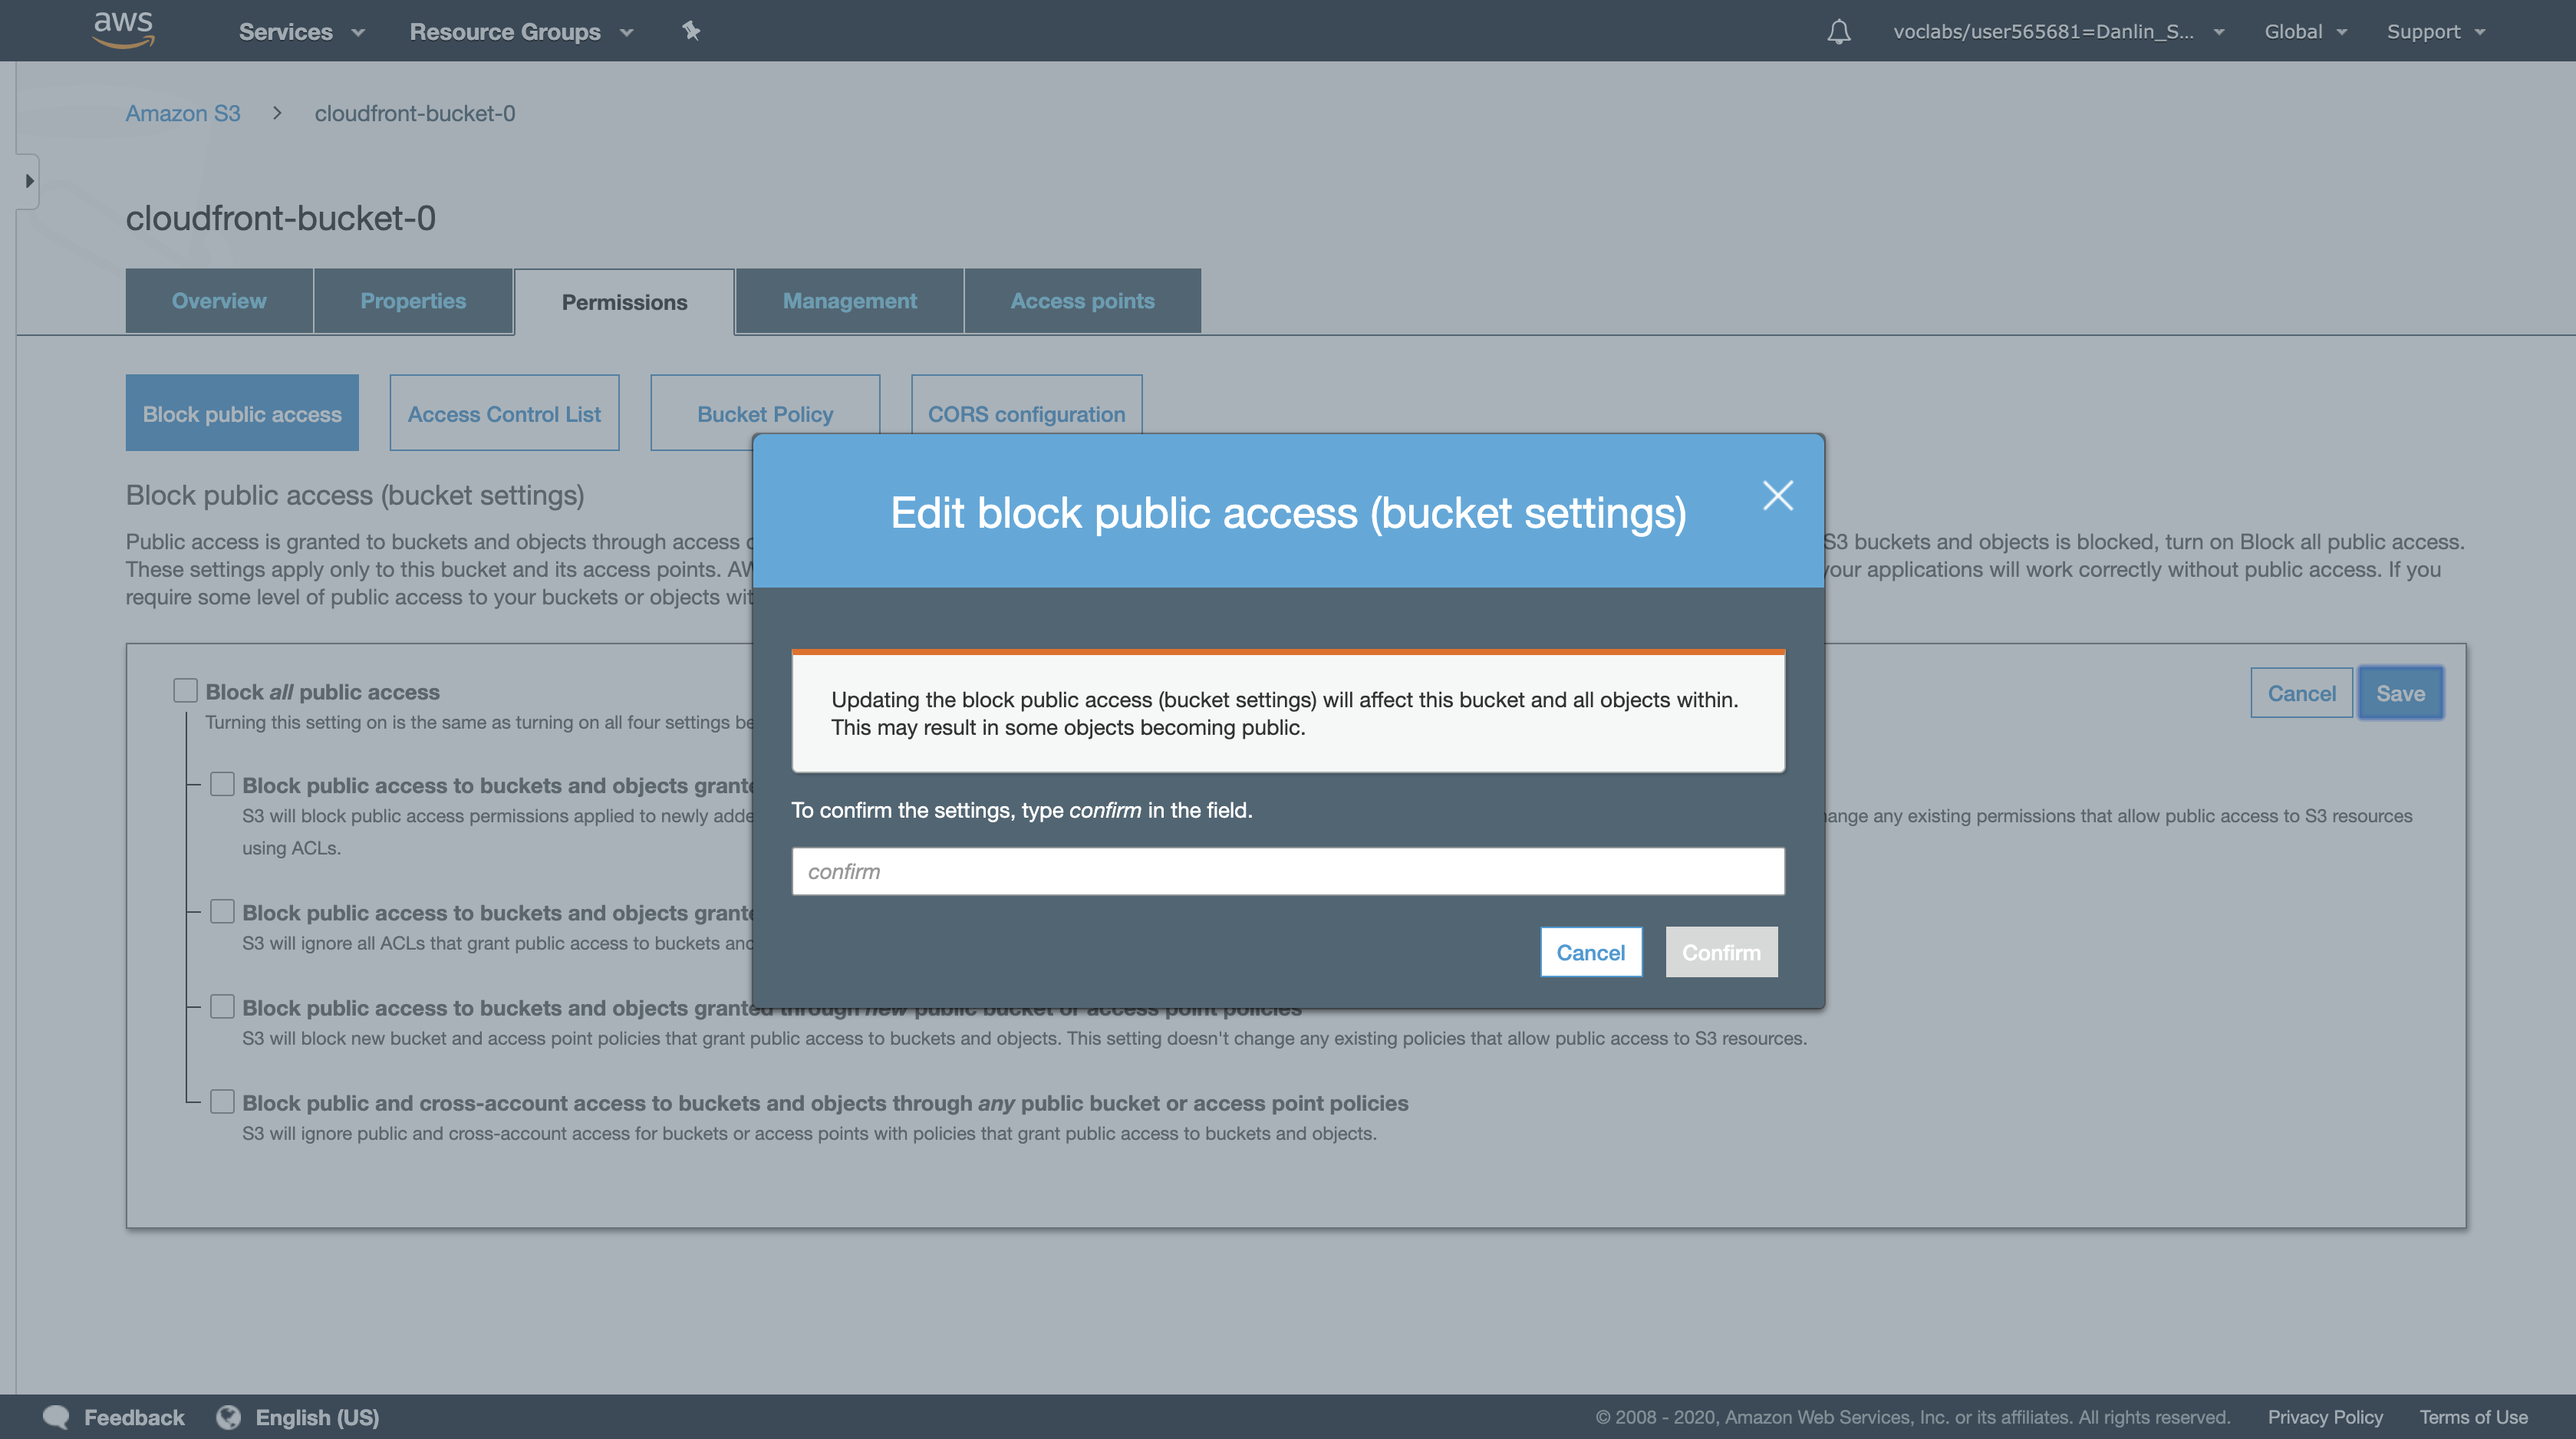 aws
Services
Resource Groups
voclabs/user565681=Danlin_S...
Global
Support
Amazon S3 > cloudfront-bucket-0
cloudfront-bucket-0
Overview
Properties
Permissions
Management
Access points
Block public access
Access Control List
Bucket Policy
CORS configuration
Block public access (bucket settings)
Public access is granted to buckets and objects through access
S3 buckets and objects is blocked, turn on Block all public access.
These settings apply only to this bucket and its access points.
your applications will work correctly without public access. If you
require some level of public access to your buckets or objects
Edit block public access (bucket settings)
Updating the block public access (bucket settings) will affect this bucket and all objects within.
This may result in some objects becoming public.
To confirm the settings, type confirm in the field.
confirm
Cancel
Confirm
Block all public access
Turning this setting on is the same as turning on all four settings
Cancel
Save
Block public access to buckets and objects
S3 will block public access permissions applied to newly
any existing permissions that allow public access to S3 resources
using ACLs.
Block public access to buckets and objects
S3 will ignore all ACLs that grant public access to buckets
Block public access to buckets and objects granted through new public bucket or access point policies
S3 will block new bucket and access point policies that grant public access to buckets and objects. This setting doesn't change any existing policies that allow public access to S3 resources.
Block public and cross-account access to buckets and objects through any public bucket or access point policies
S3 will ignore public and cross-account access for buckets or access points with policies that grant public access to buckets and objects.
Feedback
English (US)
© 2008 - 2020, Amazon Web Services, Inc. or its affiliates. All rights reserved.
Privacy Policy
Terms of Use